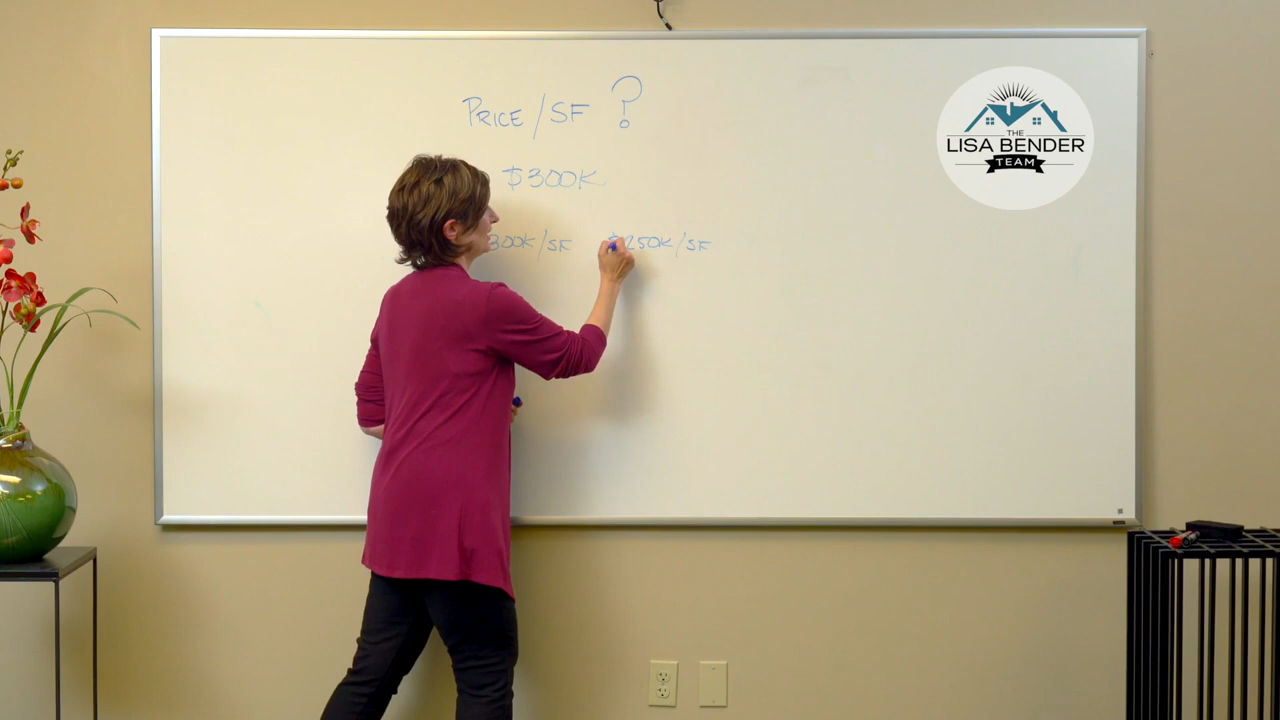 PRICE/SF ?
$300K
300K/SF $250K/SF
THE
LISA BENDER
TEAM